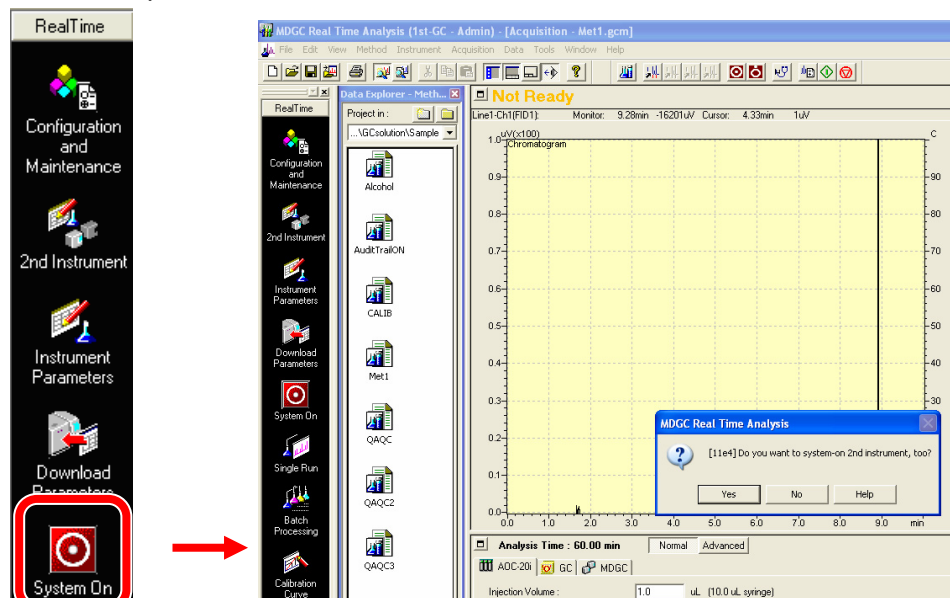 RealTime
Configuration
and
Maintenance
2nd Instrument
Instrument
Parameters
Download
Parameters
System On
MDGC Real Time Analysis (1st-GC - Admin) - [Acquisition - Met1.gcm]
File Edit View Method Instrument Acquisition Data Tools Window Help
RealTime
Configuration
and
Maintenance
2nd Instrument
Instrument
Parameters
Download
Parameters
System On
Single Run
Batch
Processing
Calibration
Curve
Data Explorer - Meth...
Project in :
...\GCsolution\Sample
Alcohol
AuditTrailON
CALIB
Met1
QAQC
QAQC2
QAQC3
Not Ready
Line1-Ch1(FID1): Monitor: 9.28min -16201uV Cursor: 4.33min 1uV
uV(x100) C
Chromatogram
1.0
0.9 90
0.8 80
0.7 70
0.6 60
0.5
0.4 40
0.3 30
0.2
0.1
0.0
0.0 1.0 2.0 3.0 4.0 5.0 6.0 7.0 8.0 9.0 min
MDGC Real Time Analysis
[11e4] Do you want to system-on 2nd instrument, too?
Yes No Help
Analysis Time : 60.00 min Normal Advanced
AOC-20i GC MDGC
Injection Volume : 1.0 uL (10.0 uL syringe)